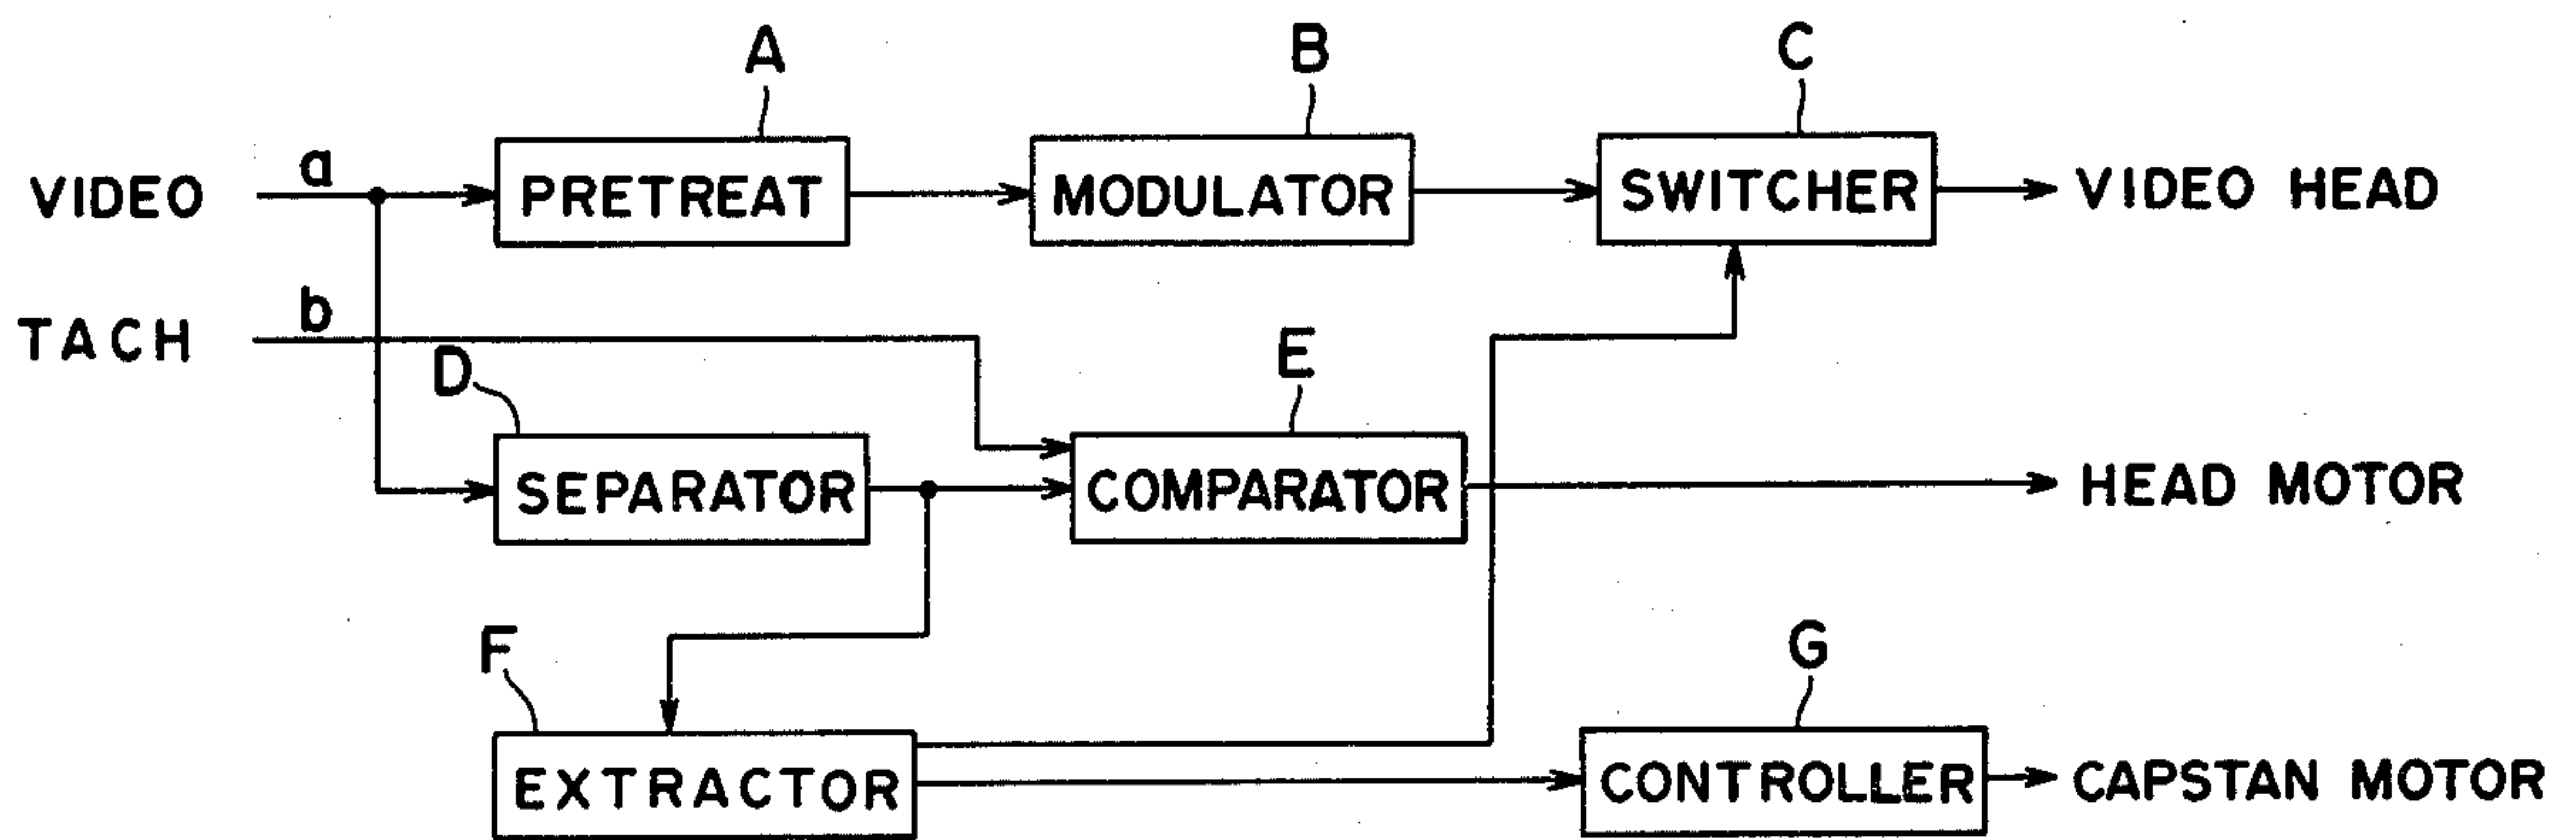 A
B
C
VIDEO
a
PRETREAT
MODULATOR
SWITCHER
VIDEO HEAD
TACH
b
D
E
SEPARATOR
COMPARATOR
HEAD MOTOR
F
G
EXTRACTOR
CONTROLLER
CAPSTAN MOTOR